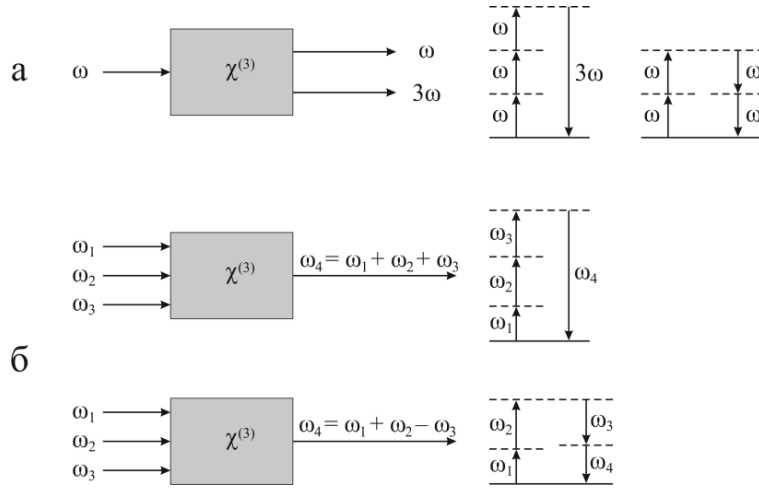 а
ω
χ⁽³⁾
ω
3ω
ω
ω
ω
3ω
ω
ω
ω
ω
ω₁
ω₂
ω₃
χ⁽³⁾
ω₄ = ω₁ + ω₂ + ω₃
ω₃
ω₂
ω₁
ω₄
б
ω₁
ω₂
ω₃
χ⁽³⁾
ω₄ = ω₁ + ω₂ − ω₃
ω₂
ω₁
ω₃
ω₄